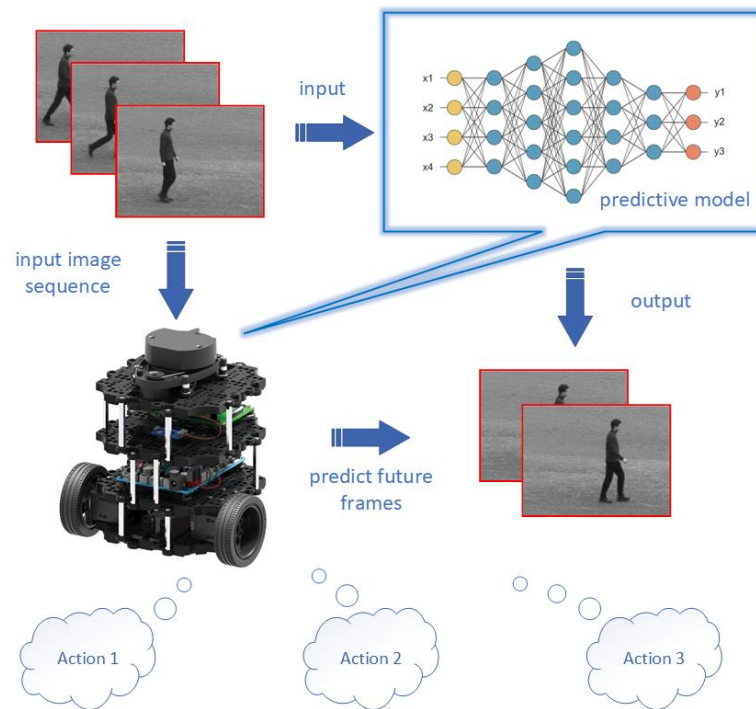 input
x1
x2
x3
x4
y1
y2
y3
predictive model
input image
sequence
output
predict future
frames
Action 1
Action 2
Action 3